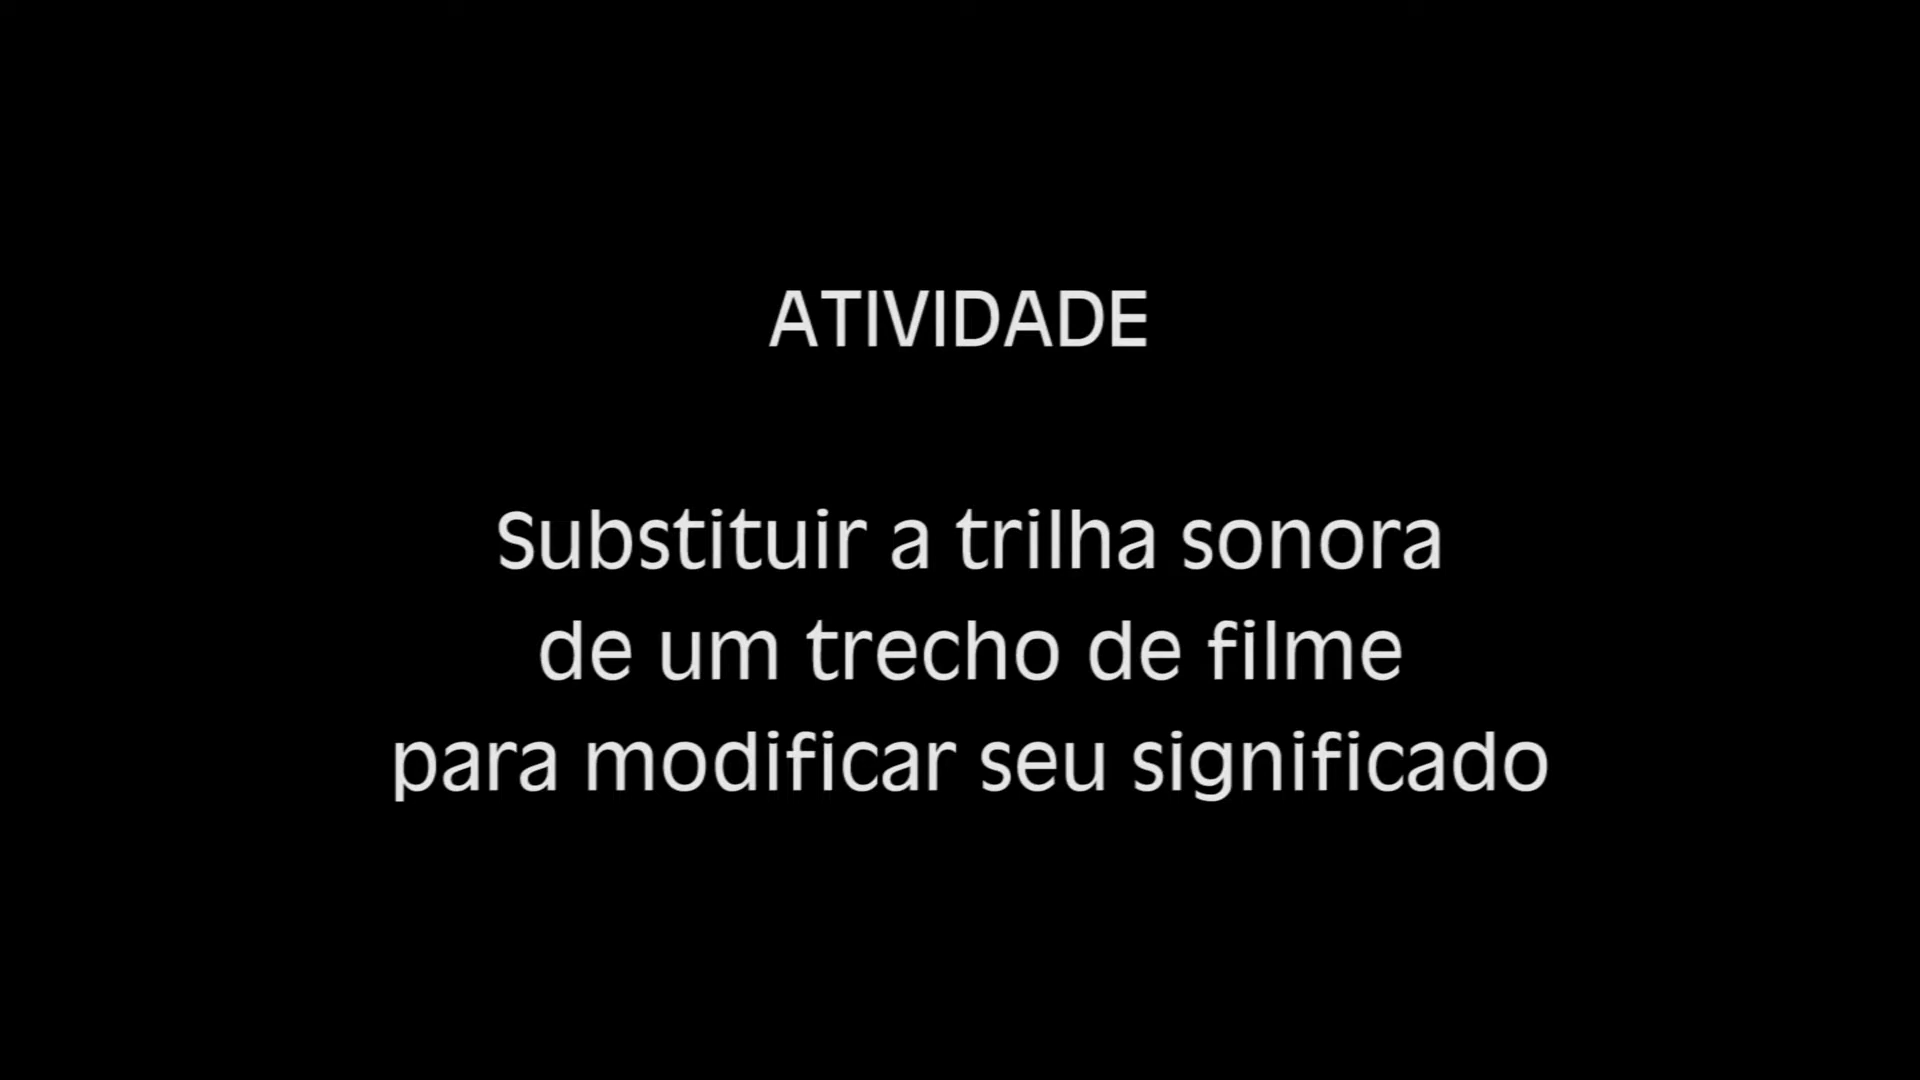 ATIVIDADE
Substituir a trilha sonora
de um trecho de filme
para modificar seu significado